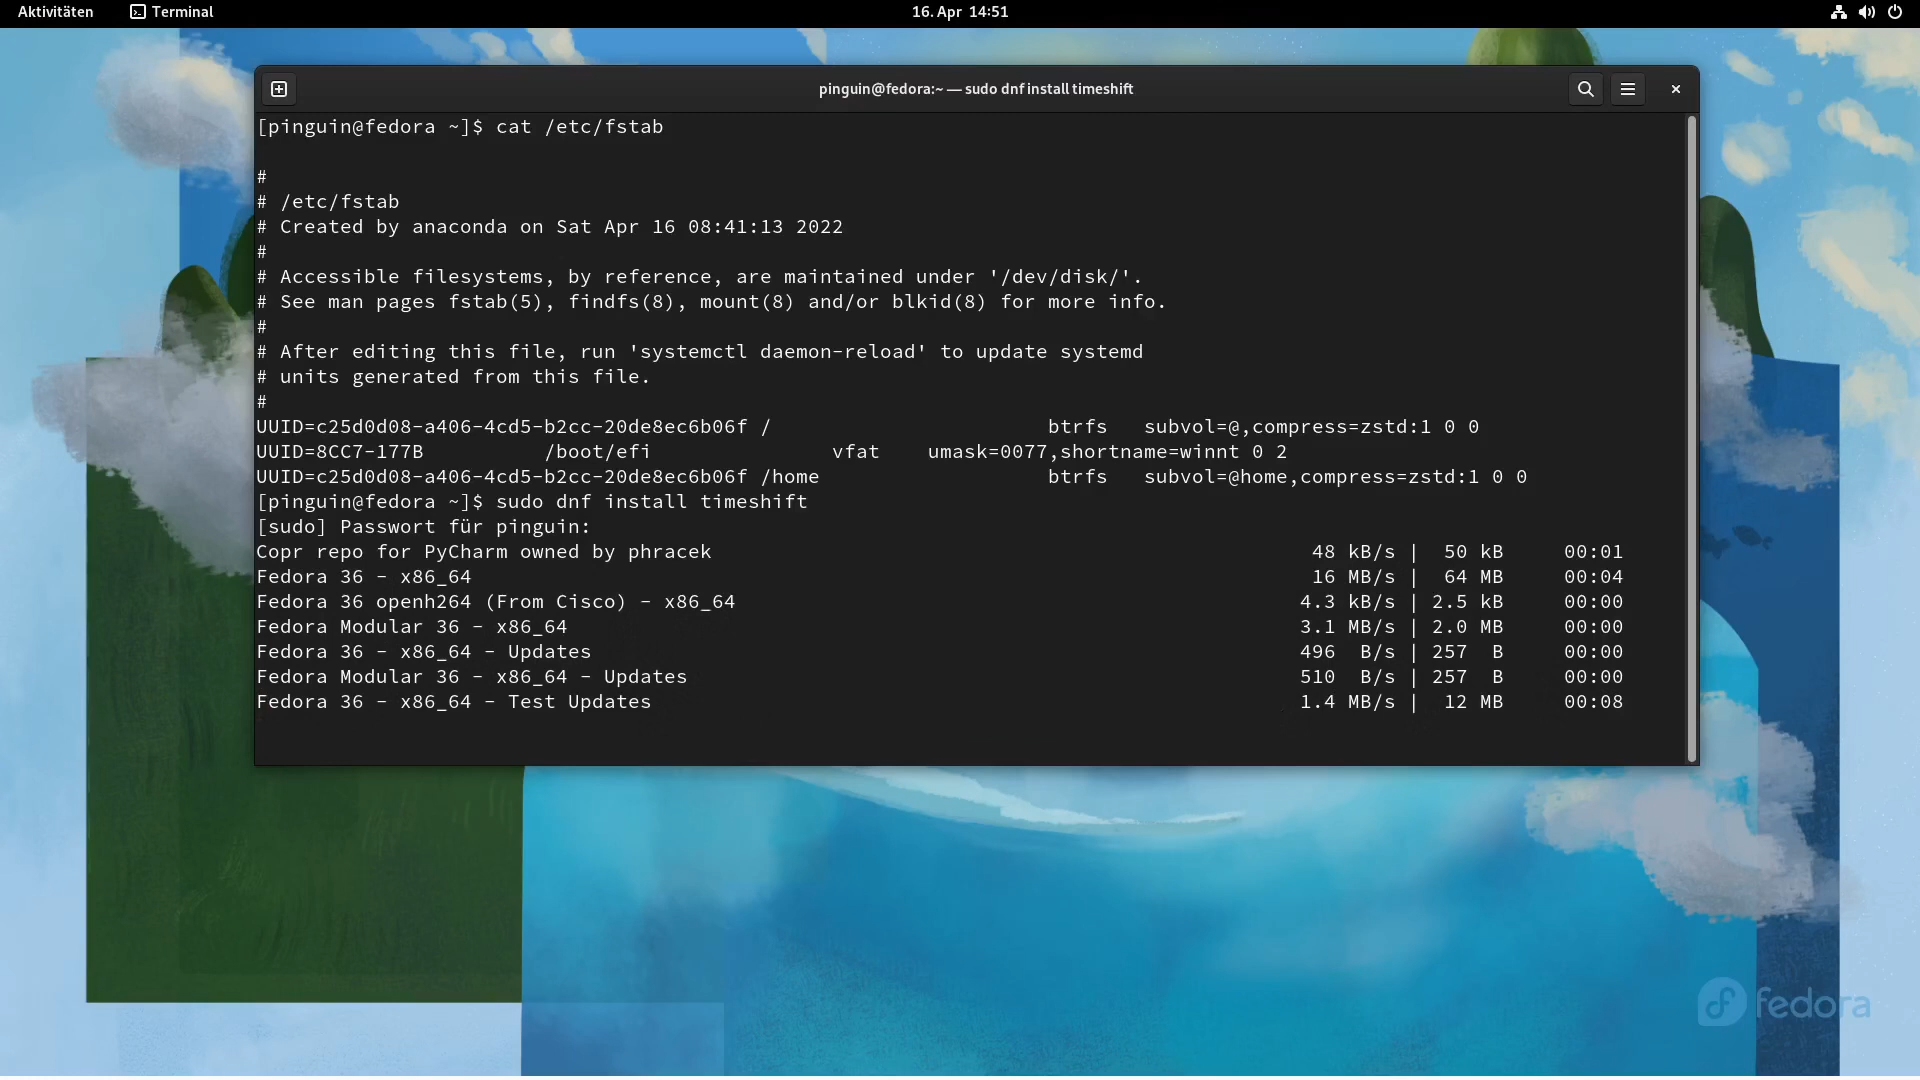 Aktivitäten Terminal 16. Apr 14:51
pinguin@fedora:~ — sudo dnf install timeshift
[pinguin@fedora ~]$ cat /etc/fstab
#
# /etc/fstab
# Created by anaconda on Sat Apr 16 08:41:13 2022
#
# Accessible filesystems, by reference, are maintained under '/dev/disk/'.
# See man pages fstab(5), findfs(8), mount(8) and/or blkid(8) for more info.
#
# After editing this file, run 'systemctl daemon-reload' to update systemd
# units generated from this file.
#
UUID=c25d0d08-a406-4cd5-b2cc-20de8ec6b06f / btrfs subvol=@,compress=zstd:1 0 0
UUID=8CC7-177B /boot/efi vfat umask=0077,shortname=winnt 0 2
UUID=c25d0d08-a406-4cd5-b2cc-20de8ec6b06f /home btrfs subvol=@home,compress=zstd:1 0 0
[pinguin@fedora ~]$ sudo dnf install timeshift
[sudo] Passwort für pinguin:
Copr repo for PyCharm owned by phracek 48 kB/s | 50 kB 00:01
Fedora 36 - x86_64 16 MB/s | 64 MB 00:04
Fedora 36 openh264 (From Cisco) - x86_64 4.3 kB/s | 2.5 kB 00:00
Fedora Modular 36 - x86_64 3.1 MB/s | 2.0 MB 00:00
Fedora 36 - x86_64 - Updates 496 B/s | 257 B 00:00
Fedora Modular 36 - x86_64 - Updates 510 B/s | 257 B 00:00
Fedora 36 - x86_64 - Test Updates 1.4 MB/s | 12 MB 00:08
fedora